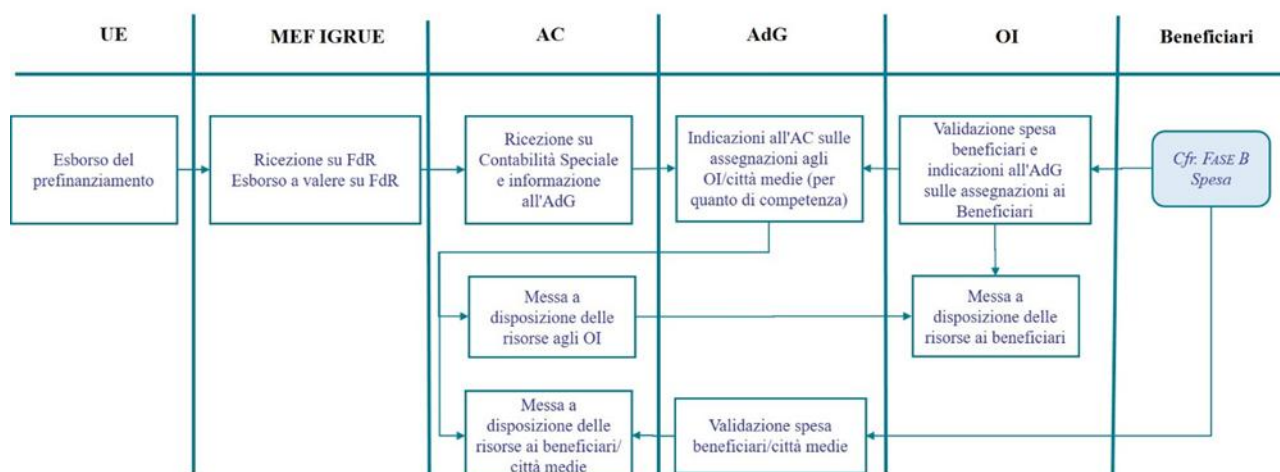 UE
MEF IGRUE
AC
AdG
OI
Beneficiari
Esborso del
prefinanziamento
Ricezione su FdR
Esborso a valere su FdR
Ricezione su
Contabilità Speciale
e informazione
all'AdG
Indicazioni all'AC sulle
assegnazioni agli
OI/città medie (per
quanto di competenza)
Validazione spesa
beneficiari e
indicazioni all'AdG
sulle assegnazioni ai
Beneficiari
Cfr. FASE B
Spesa
Messa a
disposizione delle
risorse agli OI
Messa a
disposizione delle
risorse ai beneficiari
Messa a
disposizione delle
risorse ai beneficiari/
città medie
Validazione spesa
beneficiari/città medie